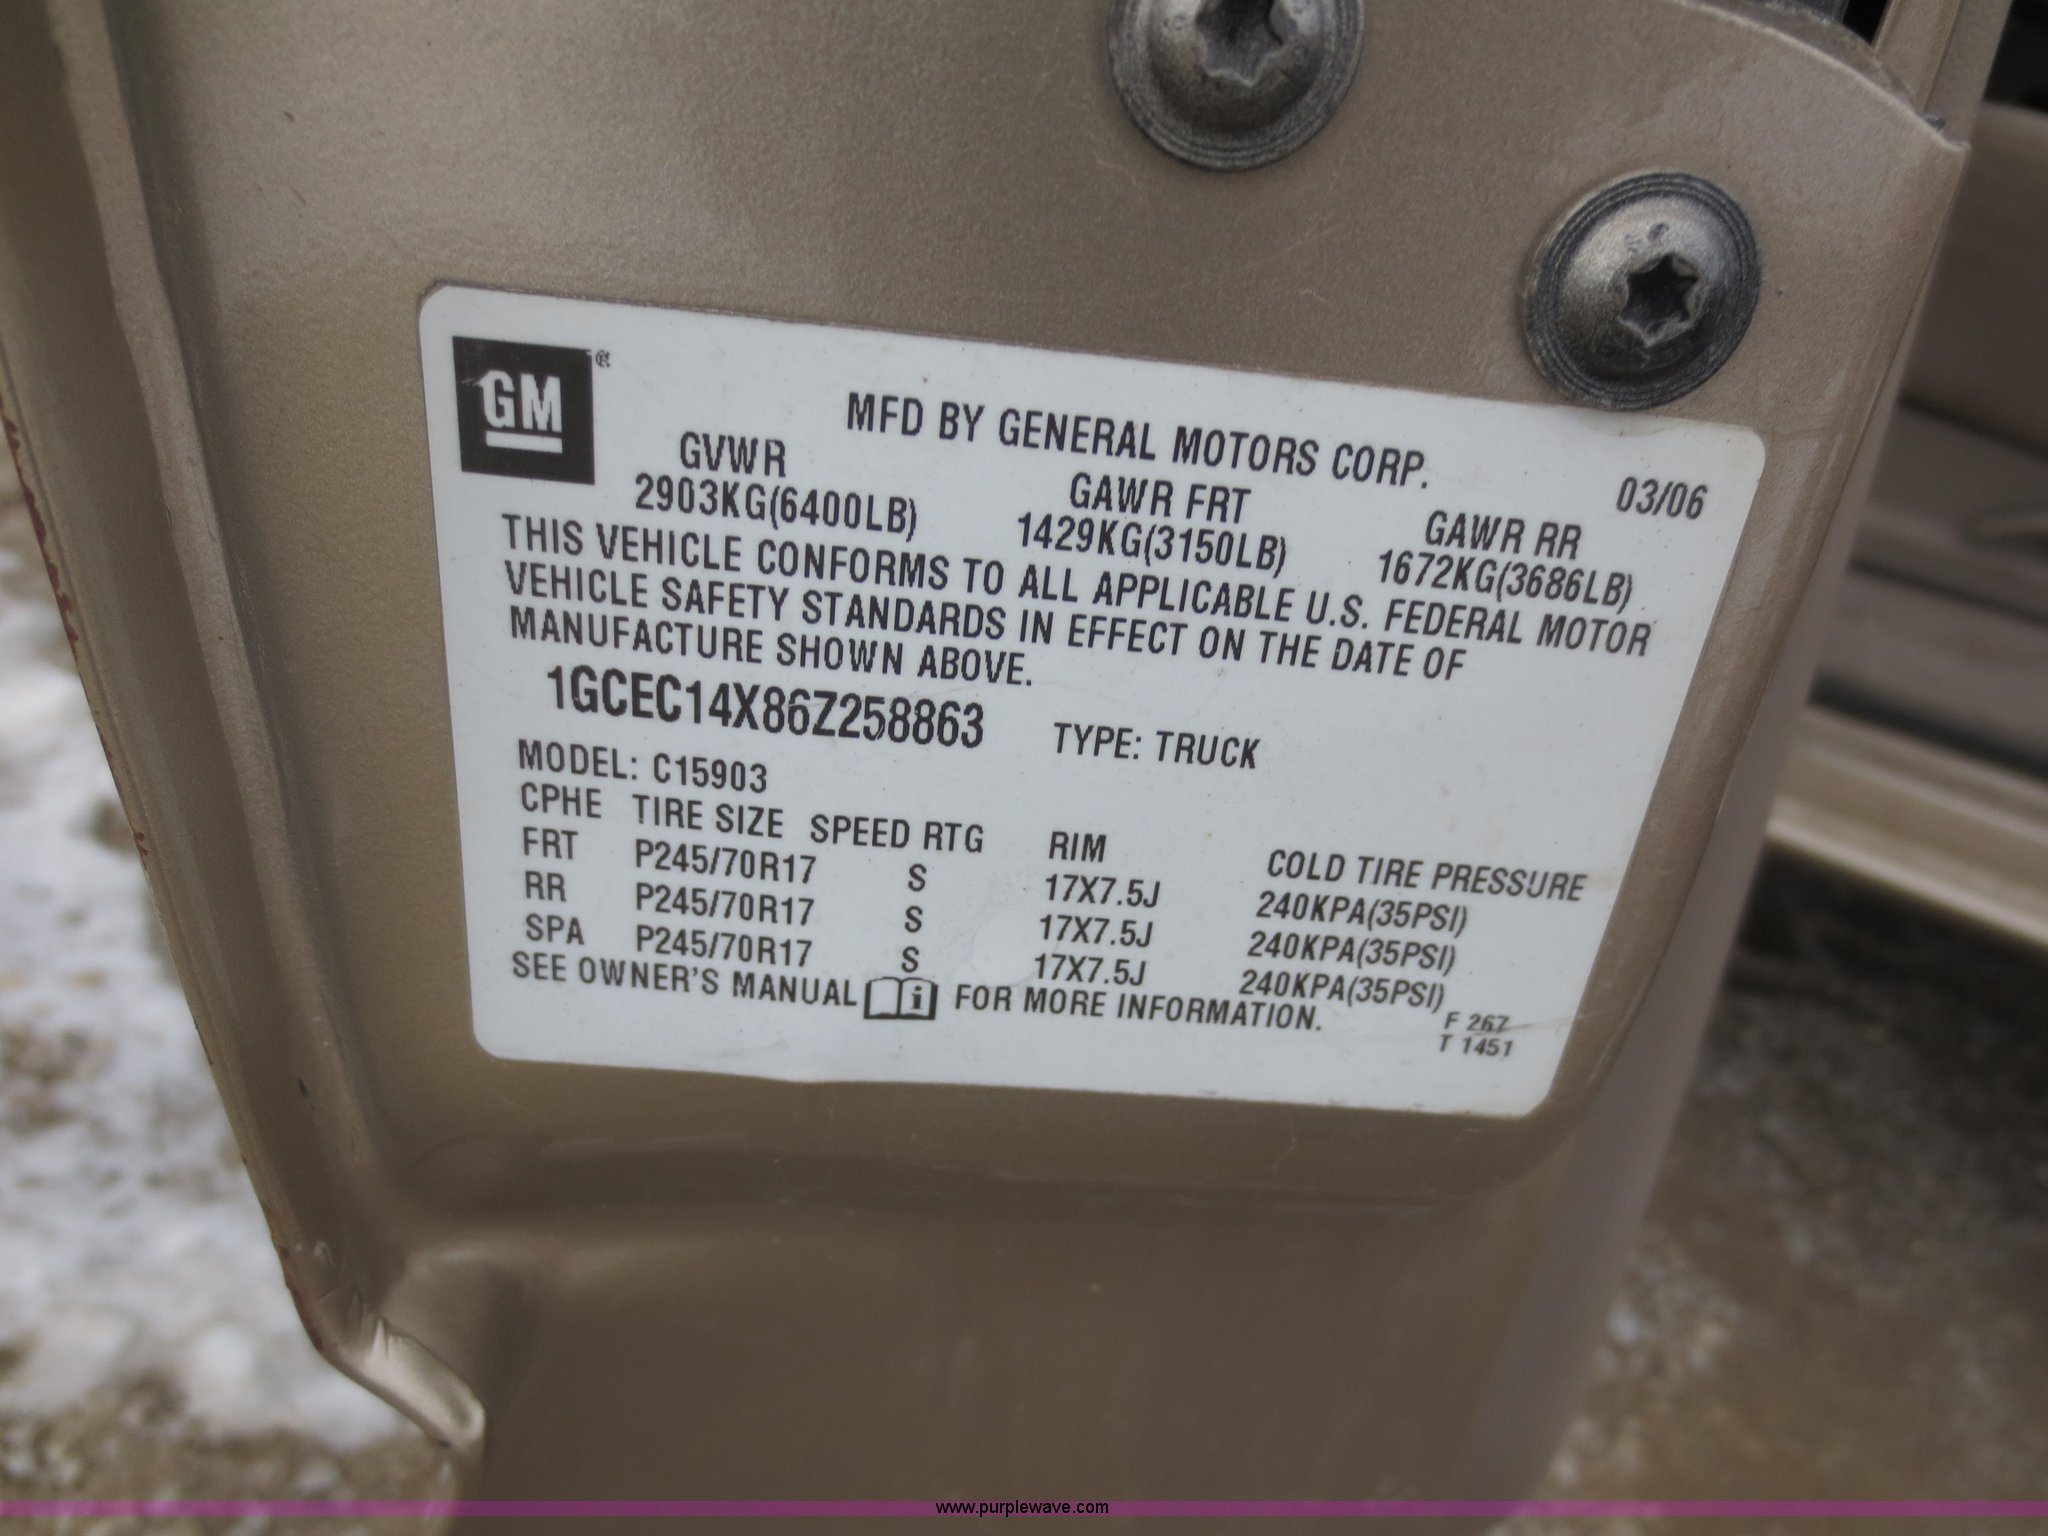 GM®
MFD BY GENERAL MOTORS CORP.
03/06
GVWR GAWR FRT GAWR RR
2903KG(6400LB) 1429KG(3150LB) 1672KG(3686LB)
THIS VEHICLE CONFORMS TO ALL APPLICABLE U.S. FEDERAL MOTOR
VEHICLE SAFETY STANDARDS IN EFFECT ON THE DATE OF
MANUFACTURE SHOWN ABOVE.
1GCEC14X86Z258863 TYPE: TRUCK
MODEL: C15903
CPHE TIRE SIZE SPEED RTG RIM COLD TIRE PRESSURE
FRT P245/70R17 S 17X7.5J 240KPA(35PSI)
RR P245/70R17 S 17X7.5J 240KPA(35PSI)
SPA P245/70R17 S 17X7.5J 240KPA(35PSI)
SEE OWNER'S MANUAL i FOR MORE INFORMATION.
F 267
T 1451
www.purplewave.com